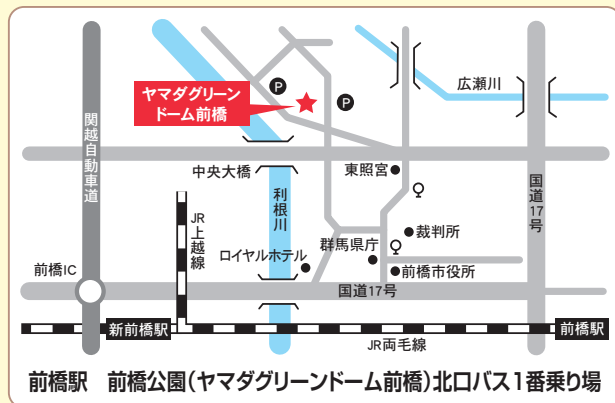 P
P
ヤマダグリーン
ドーム前橋
広瀬川
関越自動車道
中央大橋
東照宮
国道17号
利根川
JR上越線
裁判所
群馬県庁
ロイヤルホテル
前橋市役所
前橋IC
国道17号
新前橋駅
前橋駅
JR両毛線
前橋駅　前橋公園(ヤマダグリーンドーム前橋)北口バス1番乗り場